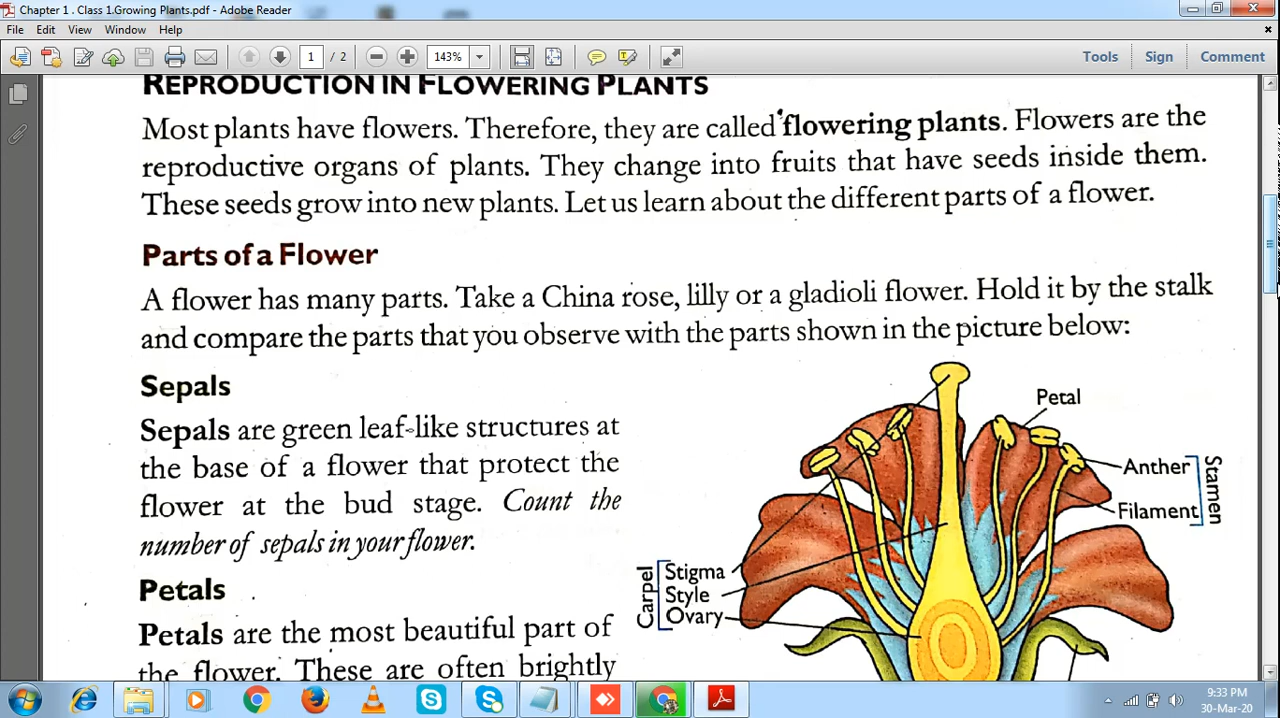 Chapter 1 . Class 1.Growing Plants.pdf - Adobe Reader
File Edit View Window Help
1 / 2 143% Tools Sign Comment
REPRODUCTION IN FLOWERING PLANTS
Most plants have flowers. Therefore, they are called flowering plants. Flowers are the
reproductive organs of plants. They change into fruits that have seeds inside them.
These seeds grow into new plants. Let us learn about the different parts of a flower.
Parts of a Flower
A flower has many parts. Take a China rose, lilly or a gladioli flower. Hold it by the stalk
and compare the parts that you observe with the parts shown in the picture below:
Sepals
Sepals are green leaf-like structures at
the base of a flower that protect the
flower at the bud stage. Count the
number of sepals in your flower.
Petals
Petals are the most beautiful part of
the flower. These are often brightly
Petal
Anther
Filament
Stamen
Carpel
Stigma
Style
Ovary
9:33 PM
30-Mar-20